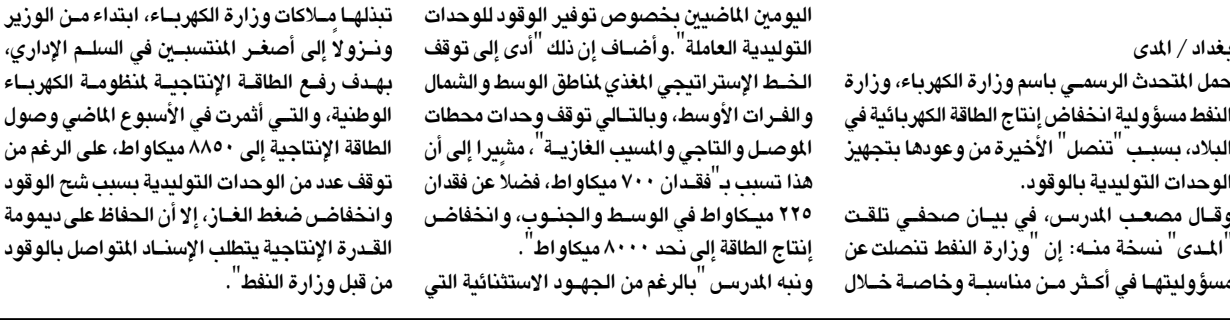 بغداد / المدى
حمل المتحدث الرسمي باسم وزارة الكهرباء، وزارة
النفط مسؤولية انخفاض إنتاج الطاقة الكهربائية في
البلاد، بسبب "تنصل" الأخيرة من وعودها بتجهيز
الوحدات التوليدية بالوقود.
وقال مصعب المدرس، في بيان صحفي تلقت
"المدى" نسخة منه: إن "وزارة النفط تنصلت عن
مسؤوليتها في أكثر من مناسبة وخاصة خلال
اليومين الماضيين بخصوص توفير الوقود للوحدات
التوليدية العاملة".وأضاف إن ذلك "أدى إلى توقف
الخط الإستراتيجي المغذي لمناطق الوسط والشمال
والفرات الأوسط، وبالتالي توقف وحدات محطات
الموصل والتاجي والمسيب الغازية"، مشيرا إلى أن
هذا تسبب بـ"فقدان ٧٠٠ ميكاواط، فضلا عن فقدان
٢٢٥ ميكاواط في الوسط والجنوب، وانخفاض
إنتاج الطاقة إلى نحد ٨٠٠٠ ميكاواط".
ونبه المدرس "بالرغم من الجهود الاستثنائية التي
تبذلها ملاكات وزارة الكهرباء، ابتداء من الوزير
ونزولاً إلى أصغر المنتسبين في السلم الإداري،
بهدف رفع الطاقة الإنتاجية لمنظومة الكهرباء
الوطنية، والتي أثمرت في الأسبوع الماضي وصول
الطاقة الإنتاجية إلى ٨٨٥٠ ميكاواط، على الرغم من
توقف عدد من الوحدات التوليدية بسبب شح الوقود
وانخفاض ضغط الغاز، إلا أن الحفاظ على ديمومة
القدرة الإنتاجية يتطلب الإسناد المتواصل بالوقود
من قبل وزارة النفط".